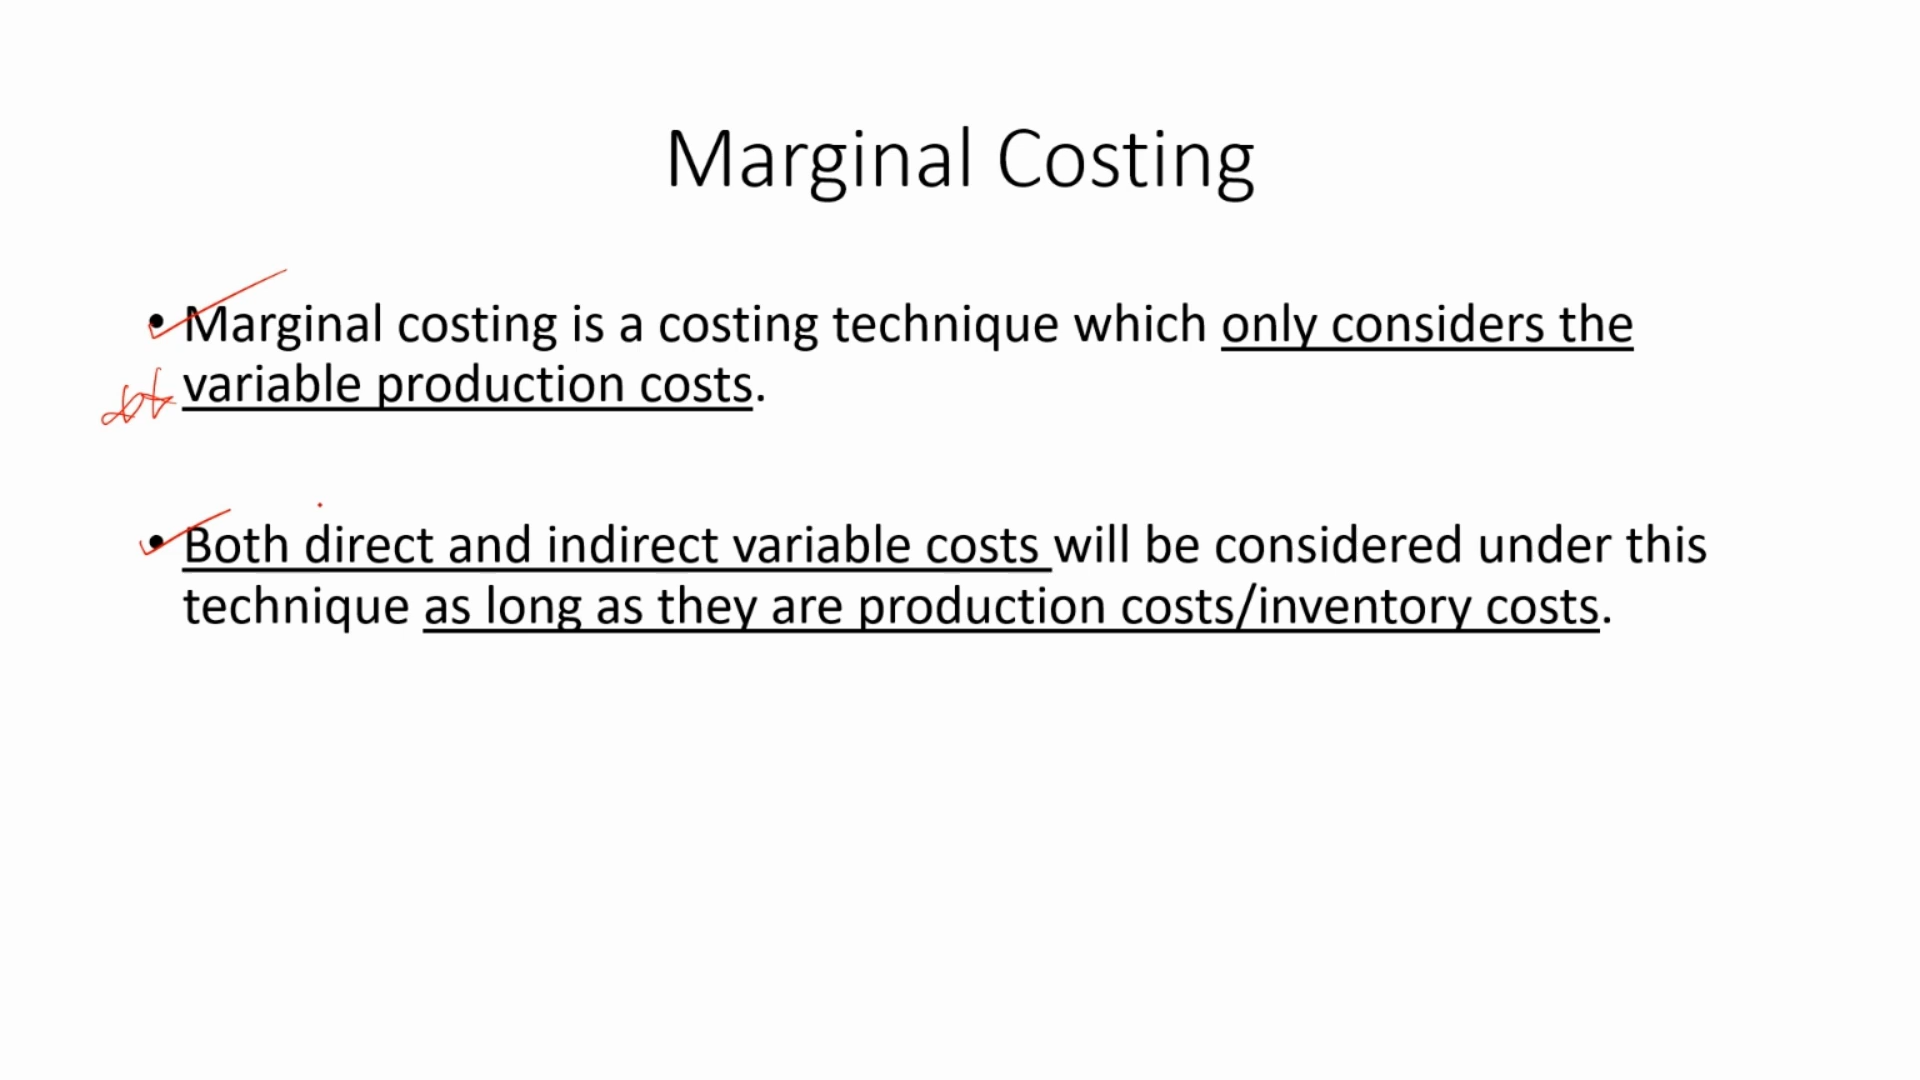 Marginal Costing
• Marginal costing is a costing technique which only considers the
variable production costs.
• Both direct and indirect variable costs will be considered under this
technique as long as they are production costs/inventory costs.